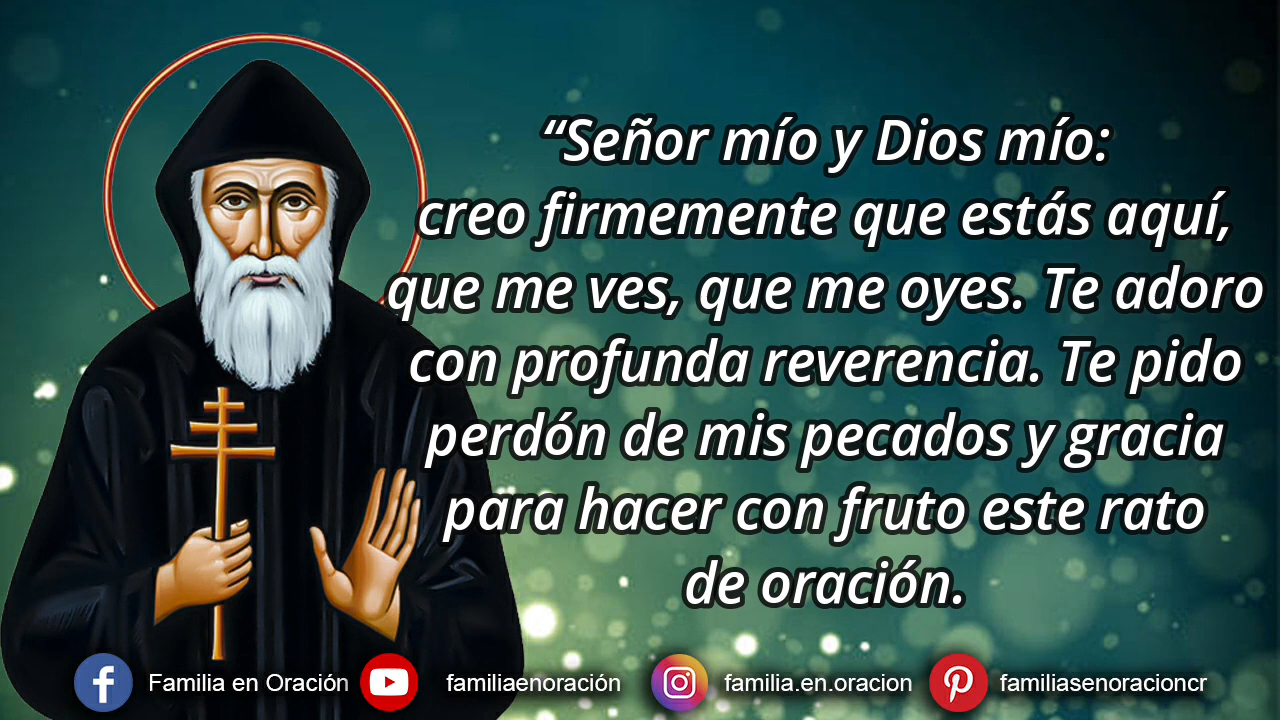 “Señor mío y Dios mío:
creo firmemente que estás aquí,
que me ves, que me oyes. Te adoro
con profunda reverencia. Te pido
perdón de mis pecados y gracia
para hacer con fruto este rato
de oración.
Familia en Oración familiaenoración familia.en.oracion familiasenoracioncr